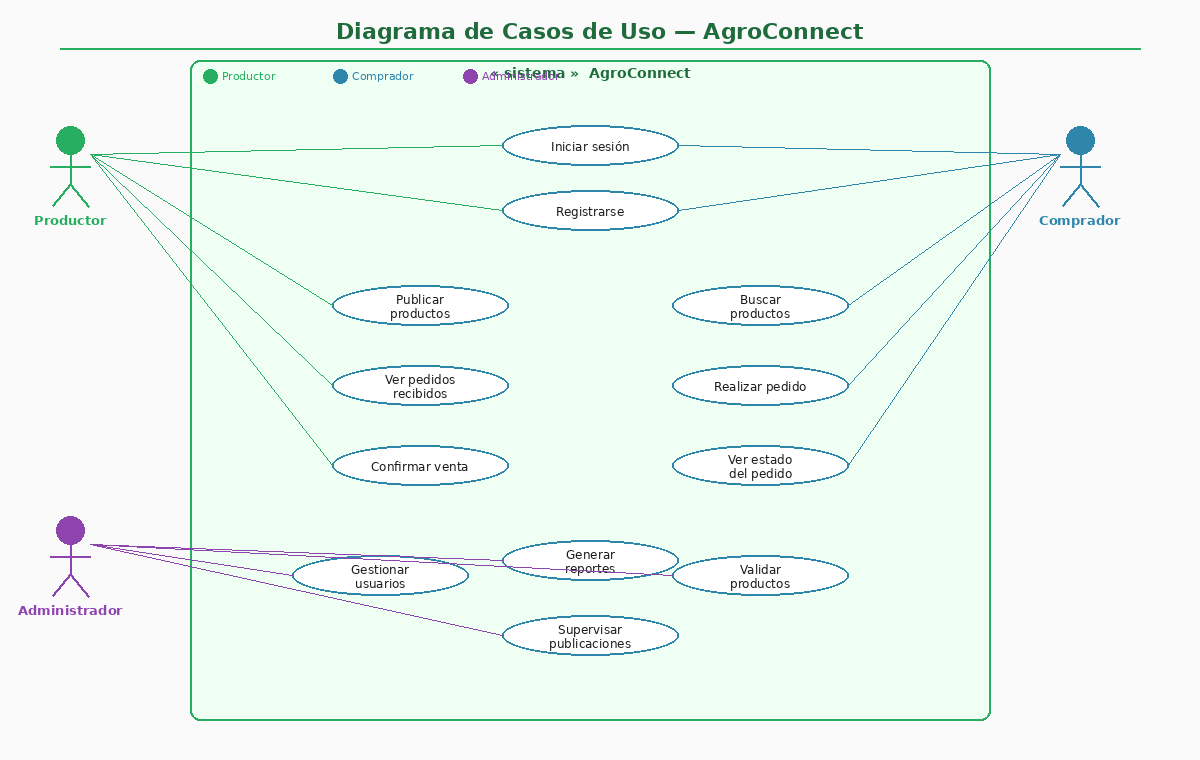 Diagrama de Casos de Uso — AgroConnect
« sistema »  AgroConnect
Productor
Comprador
Administrador
Iniciar sesión
Registrarse
Productor
Comprador
Publicar
productos
Buscar
productos
Ver pedidos
recibidos
Realizar pedido
Confirmar venta
Ver estado
del pedido
Generar
reportes
Gestionar
usuarios
Validar
productos
Administrador
Supervisar
publicaciones